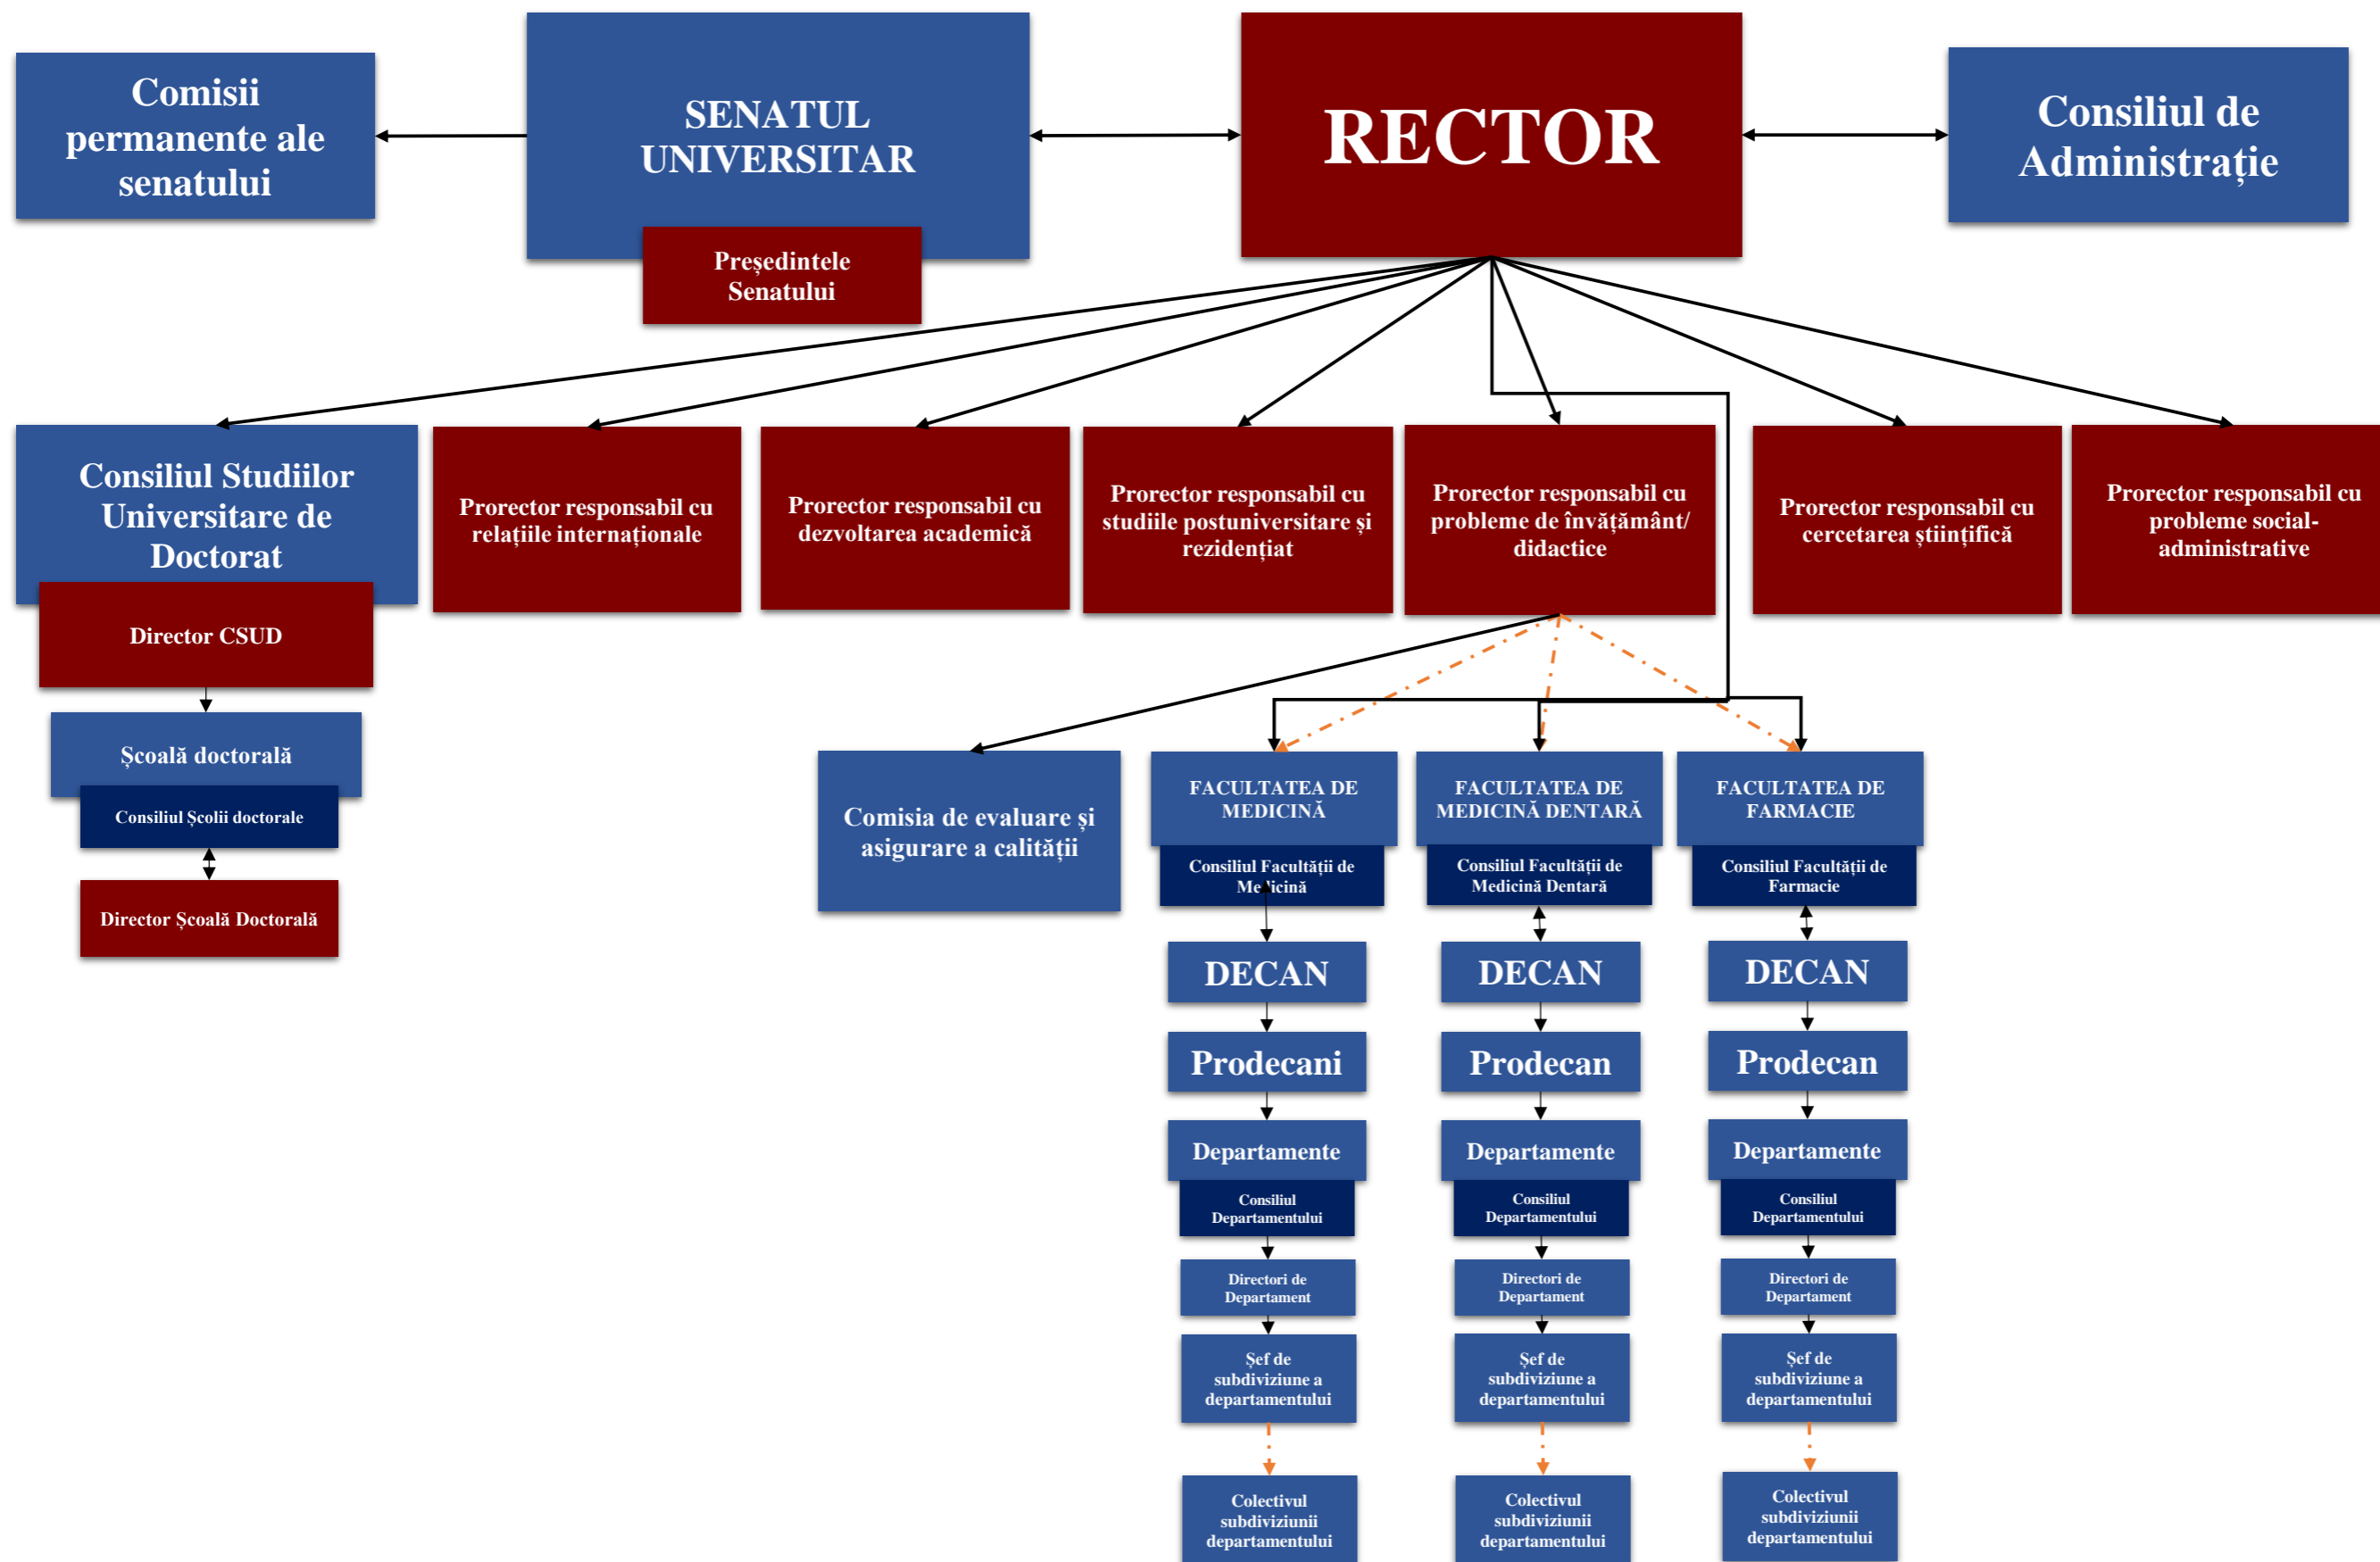 Comisii
permanente ale
senatului
SENATUL
UNIVERSITAR
Președintele
Senatului
RECTOR
Consiliul de
Administrație
Consiliul Studiilor
Universitare de
Doctorat
Director CSUD
Școală doctorală
Consiliul Școlii doctorale
Director Școală Doctorală
Prorector responsabil cu
relațiile internaționale
Prorector responsabil cu
dezvoltarea academică
Prorector responsabil cu
studiile postuniversitare și
rezidențiat
Prorector responsabil cu
probleme de învățământ/
didactice
Prorector responsabil cu
cercetarea științifică
Prorector responsabil cu
probleme social-
administrative
Comisia de evaluare și
asigurare a calității
FACULTATEA DE
MEDICINĂ
Consiliul Facultății de
Medicină
DECAN
Prodecani
Departamente
Consiliul
Departamentului
Directori de
Departament
Șef de
subdiviziune a
departamentului
Colectivul
subdiviziunii
departamentului
FACULTATEA DE
MEDICINĂ DENTARĂ
Consiliul Facultății de
Medicină Dentară
DECAN
Prodecan
Departamente
Consiliul
Departamentului
Directori de
Departament
Șef de
subdiviziune a
departamentului
Colectivul
subdiviziunii
departamentului
FACULTATEA DE
FARMACIE
Consiliul Facultății de
Farmacie
DECAN
Prodecan
Departamente
Consiliul
Departamentului
Directori de
Departament
Șef de
subdiviziune a
departamentului
Colectivul
subdiviziunii
departamentului